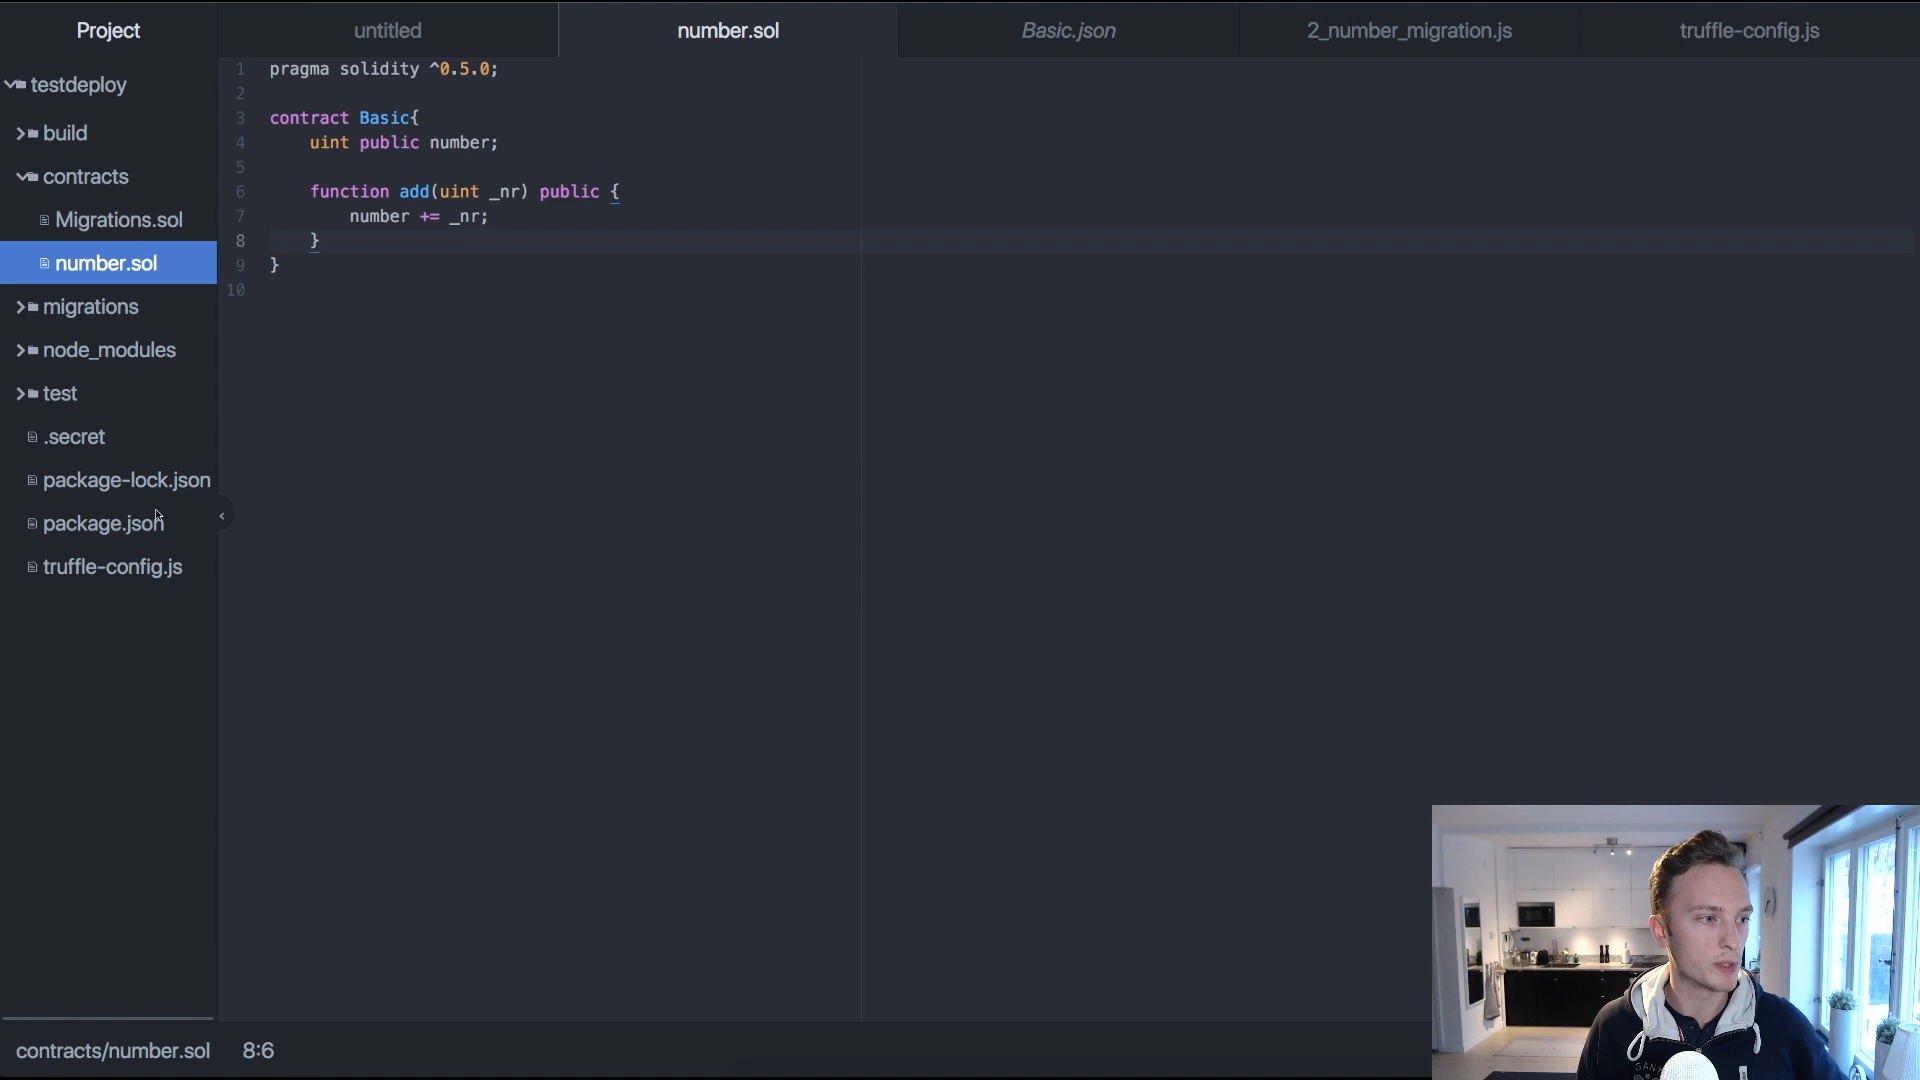 Project
untitled
number.sol
Basic.json
2_number_migration.js
truffle-config.js
testdeploy
build
contracts
Migrations.sol
number.sol
migrations
node_modules
test
.secret
package-lock.json
package.json
truffle-config.js
1 pragma solidity ^0.5.0;
2
3 contract Basic{
4 uint public number;
5
6 function add(uint _nr) public {
7 number += _nr;
8 }
9 }
10
contracts/number.sol 8:6